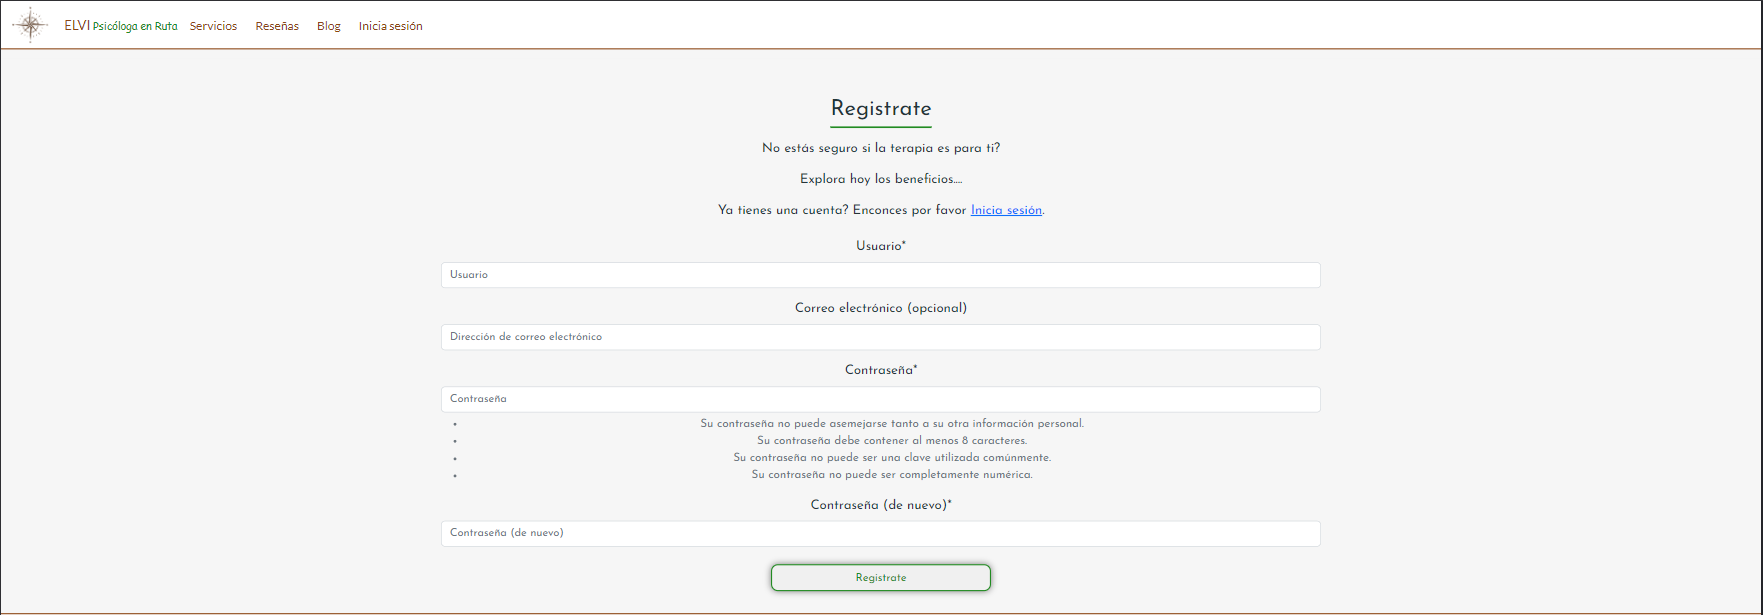 ELVI Psicóloga en Ruta Servicios Reseñas Blog Inicia sesión
Registrate
No estás seguro si la terapia es para ti?
Explora hoy los beneficios....
Ya tienes una cuenta? Enconces por favor Inicia sesión.
Usuario*
Usuario
Correo electrónico (opcional)
Dirección de correo electrónico
Contraseña*
Contraseña
• Su contraseña no puede asemejarse tanto a su otra información personal.
• Su contraseña debe contener al menos 8 caracteres.
• Su contraseña no puede ser una clave utilizada comúnmente.
• Su contraseña no puede ser completamente numérica.
Contraseña (de nuevo)*
Contraseña (de nuevo)
Registrate